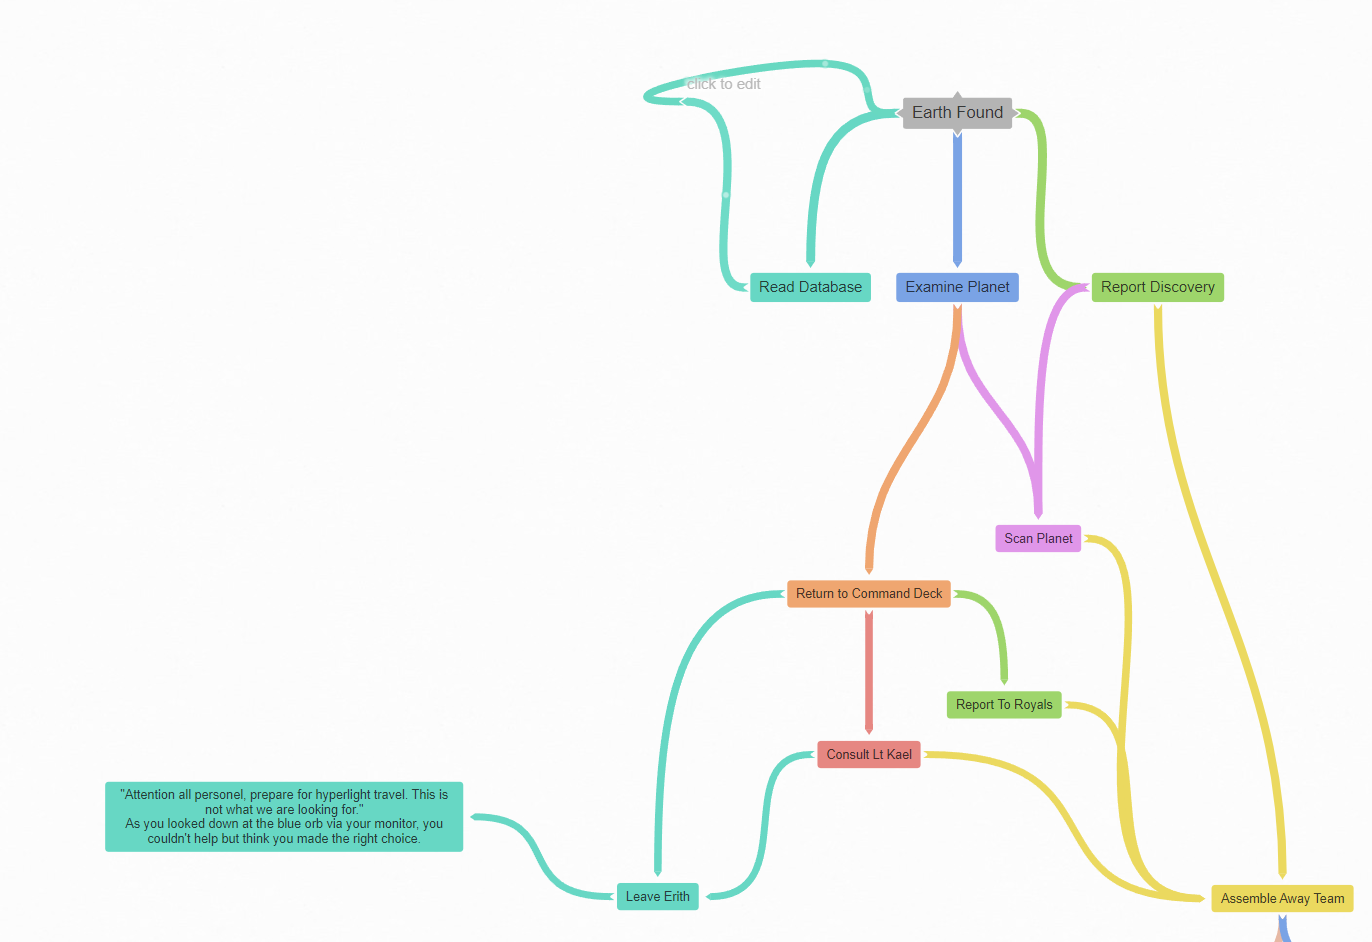 click to edit
Earth Found
Read Database
Examine Planet
Report Discovery
Scan Planet
Return to Command Deck
Report To Royals
Consult Lt Kael
"Attention all personel, prepare for hyperlight travel. This is
not what we are looking for."
As you looked down at the blue orb via your monitor, you
couldn't help but think you made the right choice.
Leave Erith
Assemble Away Team